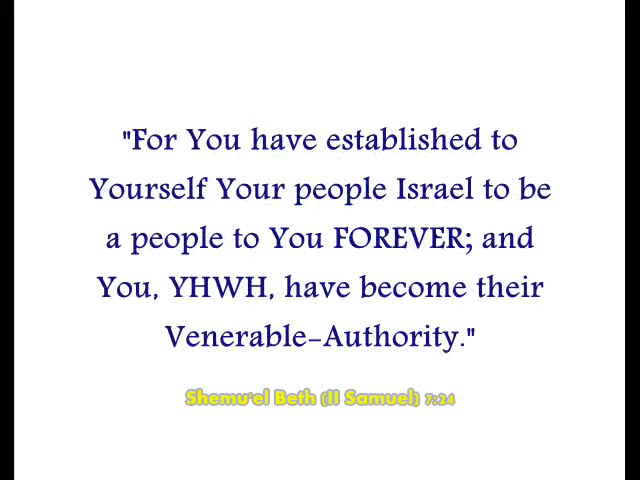 "For You have established to
Yourself Your people Israel to be
a people to You FOREVER; and
You, YHWH, have become their
Venerable-Authority."
Shemu'el Beth (II Samuel) 7:24